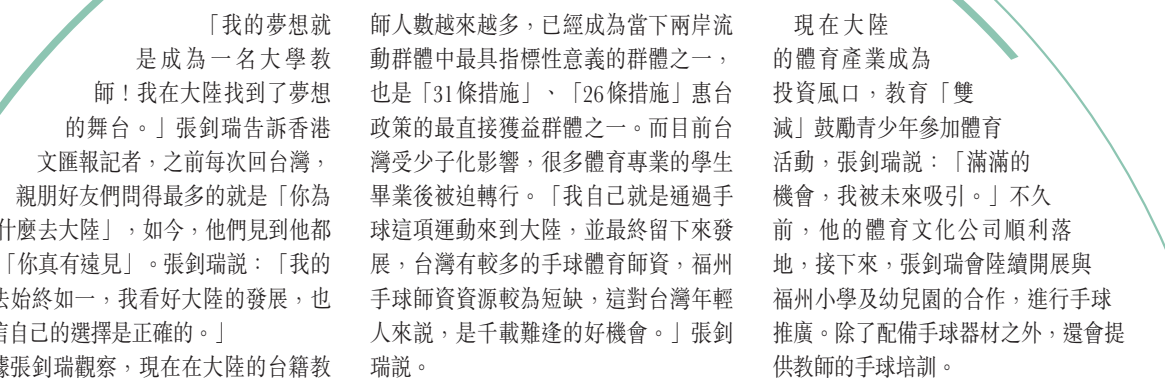 「我的夢想就
是成為一名大學教
師！我在大陸找到了夢想
的舞台。」張釗瑞告訴香港
文匯報記者，之前每次回台灣，
親朋好友們問得最多的就是「你為
什麼去大陸」，如今，他們見到他都
「你真有遠見」。張釗瑞説：「我的
始終如一，我看好大陸的發展，也
自己的選擇是正確的。」
張釗瑞觀察，現在在大陸的台籍教
師人數越來越多，已經成為當下兩岸流
動群體中最具指標性意義的群體之一，
也是「31條措施」、「26條措施」惠台
政策的最直接獲益群體之一。而目前台
灣受少子化影響，很多體育專業的學生
畢業後被迫轉行。「我自己就是通過手
球這項運動來到大陸，並最終留下來發
展，台灣有較多的手球體育師資，福州
手球師資資源較為短缺，這對台灣年輕
人來説，是千載難逢的好機會。」張釗
瑞説。
現在大陸
的體育產業成為
投資風口，教育「雙
減」鼓勵青少年參加體育
活動，張釗瑞説：「滿滿的
機會，我被未來吸引。」不久
前，他的體育文化公司順利落
地，接下來，張釗瑞會陸續開展與
福州小學及幼兒園的合作，進行手球
推廣。除了配備手球器材之外，還會提
供教師的手球培訓。